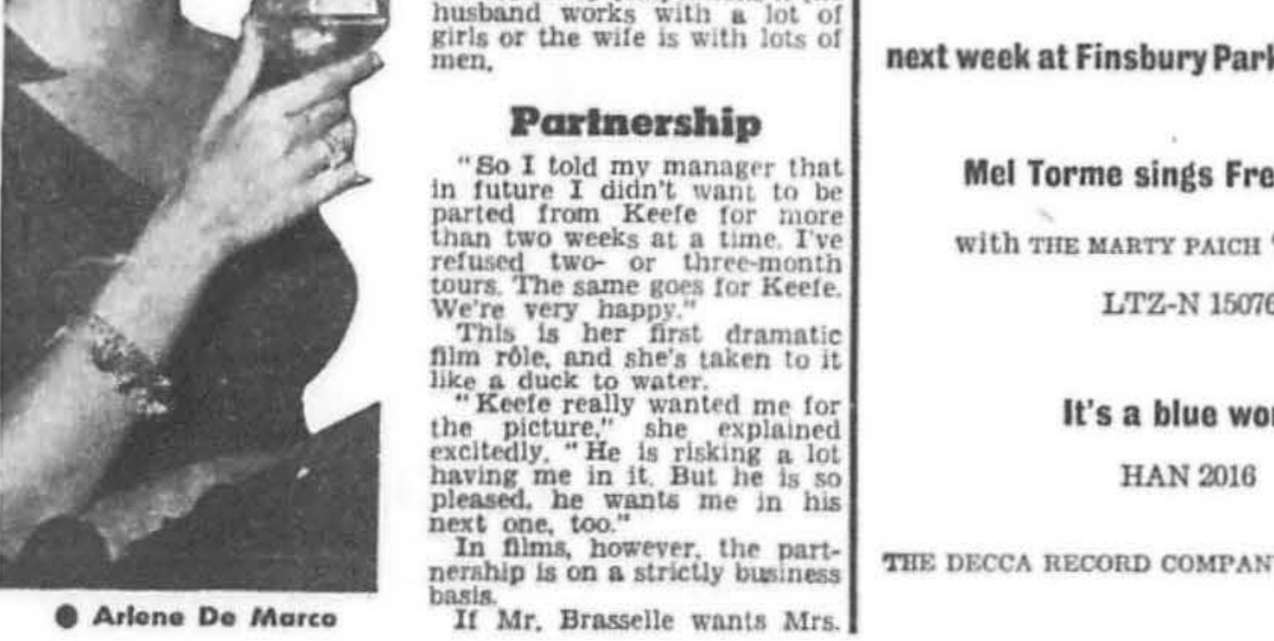 husband works with a lot of
girls or the wife is with lots of
men.
Partnership
"So I told my manager that
in future I didn't want to be
parted from Keefe for more
than two weeks at a time. I've
refused two- or three-month
tours. The same goes for Keefe.
We're very happy."
This is her first dramatic
film rôle, and she's taken to it
like a duck to water.
"Keefe really wanted me for
the picture," she explained
excitedly. "He is risking a lot
having me in it. But he is so
pleased, he wants me in his
next one, too."
In films, however, the part-
nership is on a strictly business
basis.
If Mr. Brasselle wants Mrs.
● Arlene De Marco
next week at Finsbury Park
Mel Torme sings Fre
with THE MARTY PAICH
LTZ-N 15076
It's a blue wo
HAN 2016
THE DECCA RECORD COMPAN